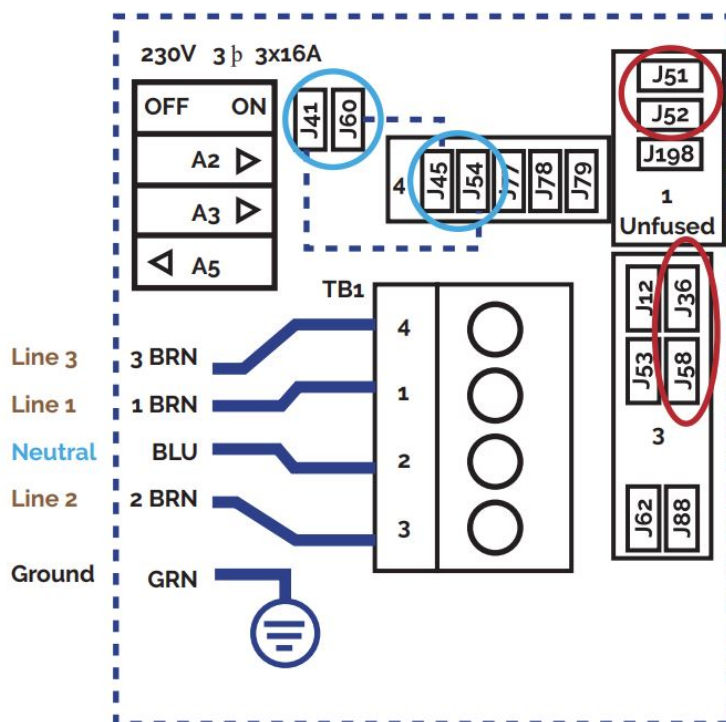 230V 3 þ 3x16A
OFF ON
A2
A3
A5
J41
J60
4
J45
J54
J77
J78
J79
J51
J52
J198
1
Unfused
J12
J36
J53
J58
3
J62
J88
TB1
4
1
2
3
Line 3 3 BRN
Line 1 1 BRN
Neutral BLU
Line 2 2 BRN
Ground GRN